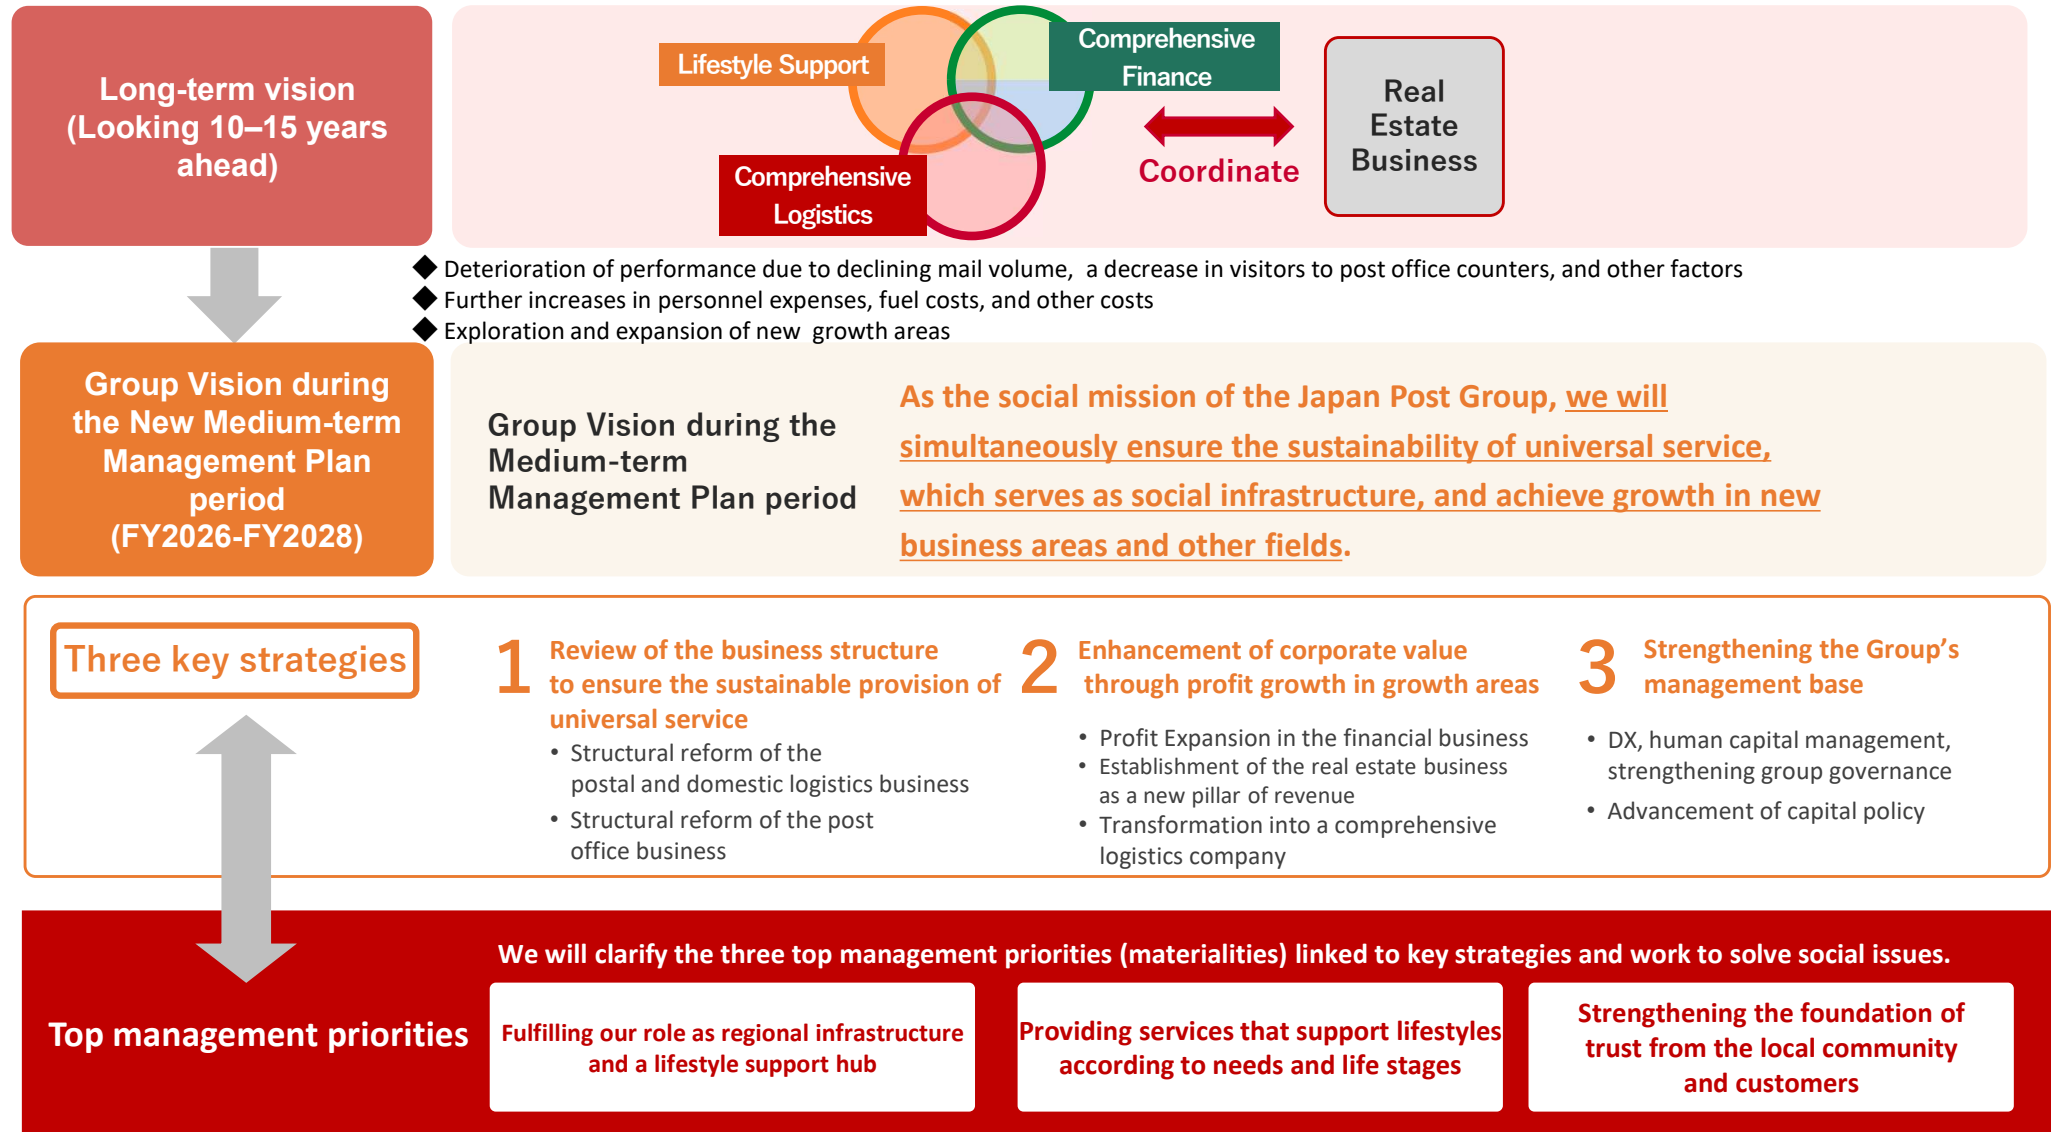 Long-term vision
(Looking 10–15 years
ahead)
Lifestyle Support
Comprehensive
Finance
Comprehensive
Logistics
Coordinate
Real
Estate
Business
◆ Deterioration of performance due to declining mail volume, a decrease in visitors to post office counters, and other factors
◆ Further increases in personnel expenses, fuel costs, and other costs
◆ Exploration and expansion of new growth areas
Group Vision during
the New Medium-term
Management Plan
period
(FY2026-FY2028)
Group Vision during the
Medium-term
Management Plan period
As the social mission of the Japan Post Group, we will
simultaneously ensure the sustainability of universal service,
which serves as social infrastructure, and achieve growth in new
business areas and other fields.
Three key strategies
1
Review of the business structure
to ensure the sustainable provision of
universal service
• Structural reform of the
postal and domestic logistics business
• Structural reform of the post
office business
2
Enhancement of corporate value
through profit growth in growth areas
• Profit Expansion in the financial business
• Establishment of the real estate business
as a new pillar of revenue
• Transformation into a comprehensive
logistics company
3
Strengthening the Group’s
management base
• DX, human capital management,
strengthening group governance
• Advancement of capital policy
Top management priorities
We will clarify the three top management priorities (materialities) linked to key strategies and work to solve social issues.
Fulfilling our role as regional infrastructure
and a lifestyle support hub
Providing services that support lifestyles
according to needs and life stages
Strengthening the foundation of
trust from the local community
and customers